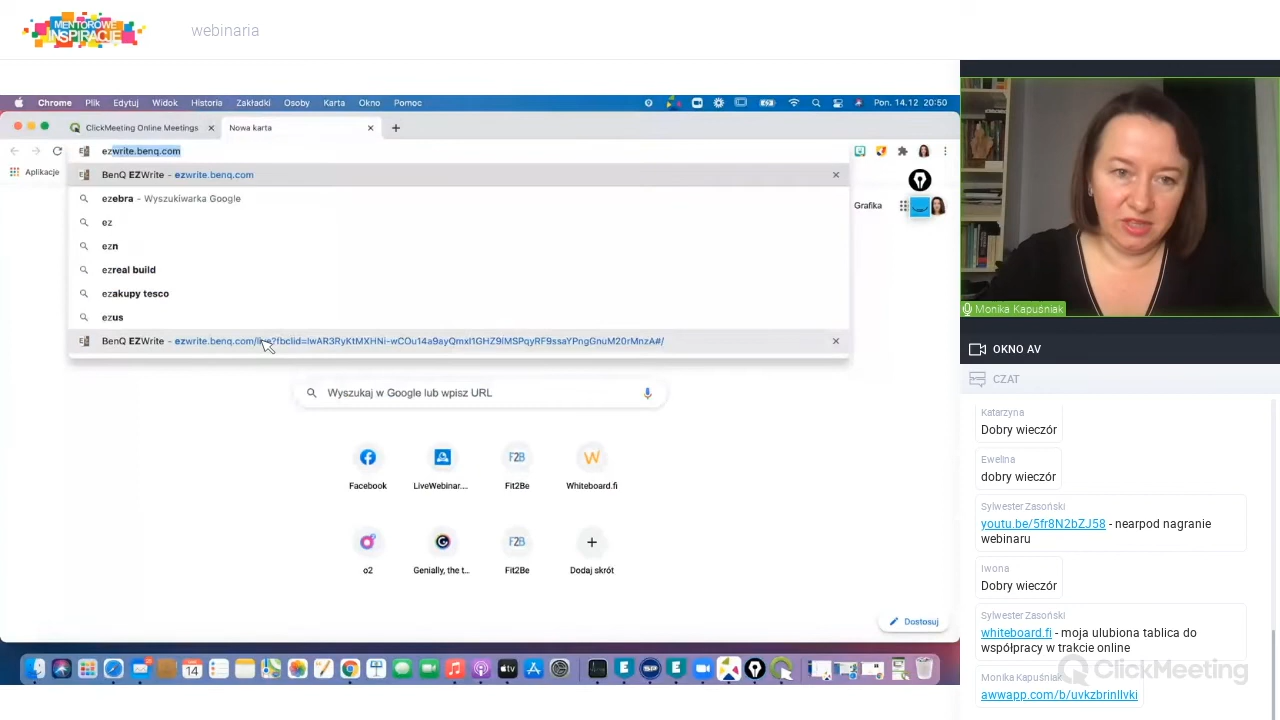 MENTOROWE
INSPIRACJE
webinaria
Chrome Plik Edytuj Widok Historia Zakładki Osoby Karta Okno Pomoc
Pon. 14.12 20:50
ClickMeeting Online Meetings
Nowa karta
ezwrite.benq.com
Aplikacje
BenQ EZWrite - ezwrite.benq.com
ezebra - Wyszukiwarka Google
ez
ezn
ezreal build
ezakupy tesco
ezus
BenQ EZWrite -
Grafika
Wyszukaj w Google lub wpisz URL
Facebook
LiveWebinar....
Fit2Be
Whiteboard.fi
o2
Genially, the t...
Fit2Be
Dodaj skrót
Dostosuj
Monika Kapuśniak
OKNO AV
CZAT
Katarzyna
Dobry wieczór
Ewelina
dobry wieczór
Sylwester Zasoński
youtu.be/5fr8N2bZJ58 - nearpod nagranie
webinaru
Iwona
Dobry wieczór
Sylwester Zasoński
whiteboard.fi - moja ulubiona tablica do
współpracy w trakcie online
Monika Kapuśniak
awwapp.com/b/uvkzbrinllvki
ClickMeeting